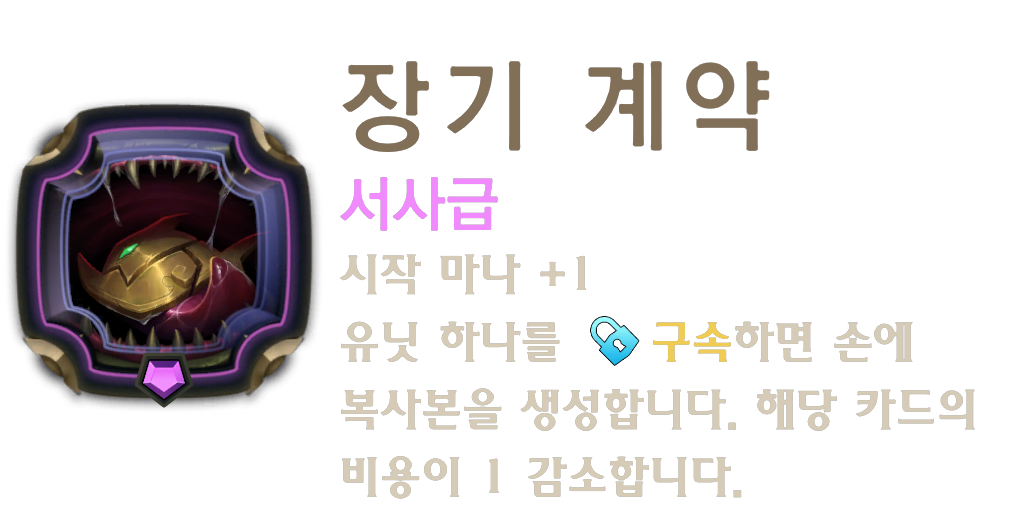 장기 계약
서사급
시작 마나 +1
유닛 하나를 구속하면 손에
복사본을 생성합니다. 해당 카드의
비용이 1 감소합니다.